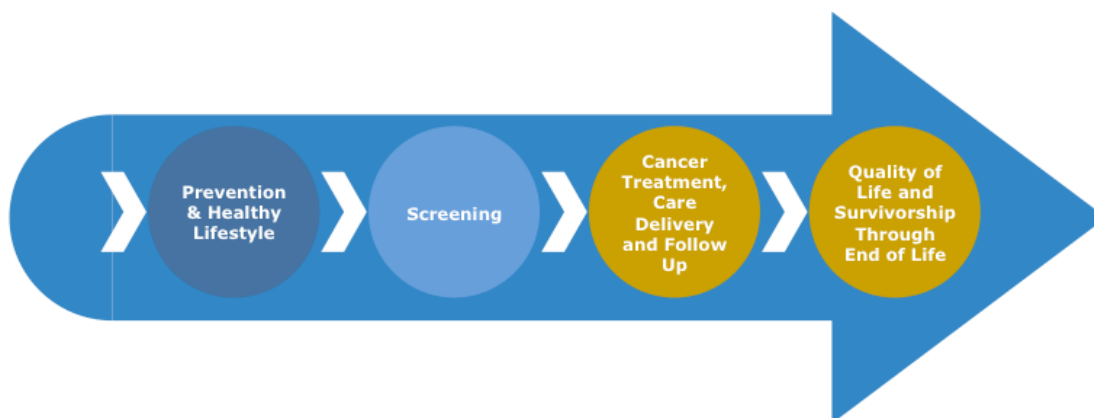 Prevention
& Healthy
Lifestyle
Screening
Cancer
Treatment,
Care
Delivery
and Follow
Up
Quality of
Life and
Survivorship
Through
End of Life